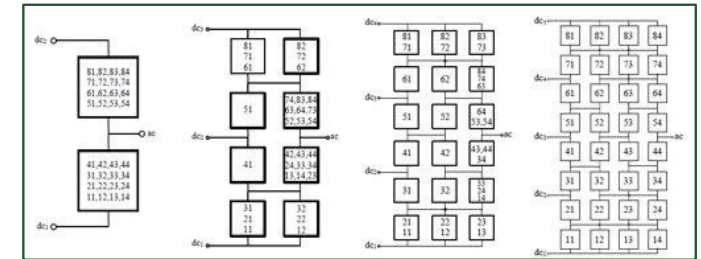 dc₂
81,82,83,84
71,72,73,74
61,62,63,64
51,52,53,54
ac
41,42,43,44
31,32,33,34
21,22,23,24
11,12,13,14
dc₁
dc₃
81
71
61
82
72
62
51
74,83,84
63,64,73
52,53,54
dc₂
ac
41
42,43,44
24,33,34
13,14,23
31
21
11
32
22
12
dc₁
dc₄
81
71
82
72
83
73
61
62
84
74
63
dc₃
51
52
64
53,54
ac
41
42
43,44
34
dc₂
31
32
33
24
14
21
11
22
12
23
13
dc₁
dc₅
81 82 83 84
71 72 73 74
dc₄
61 62 63 64
51 52 53 54
dc₃
ac
41 42 43 44
31 32 33 34
dc₂
21 22 23 24
11 12 13 14